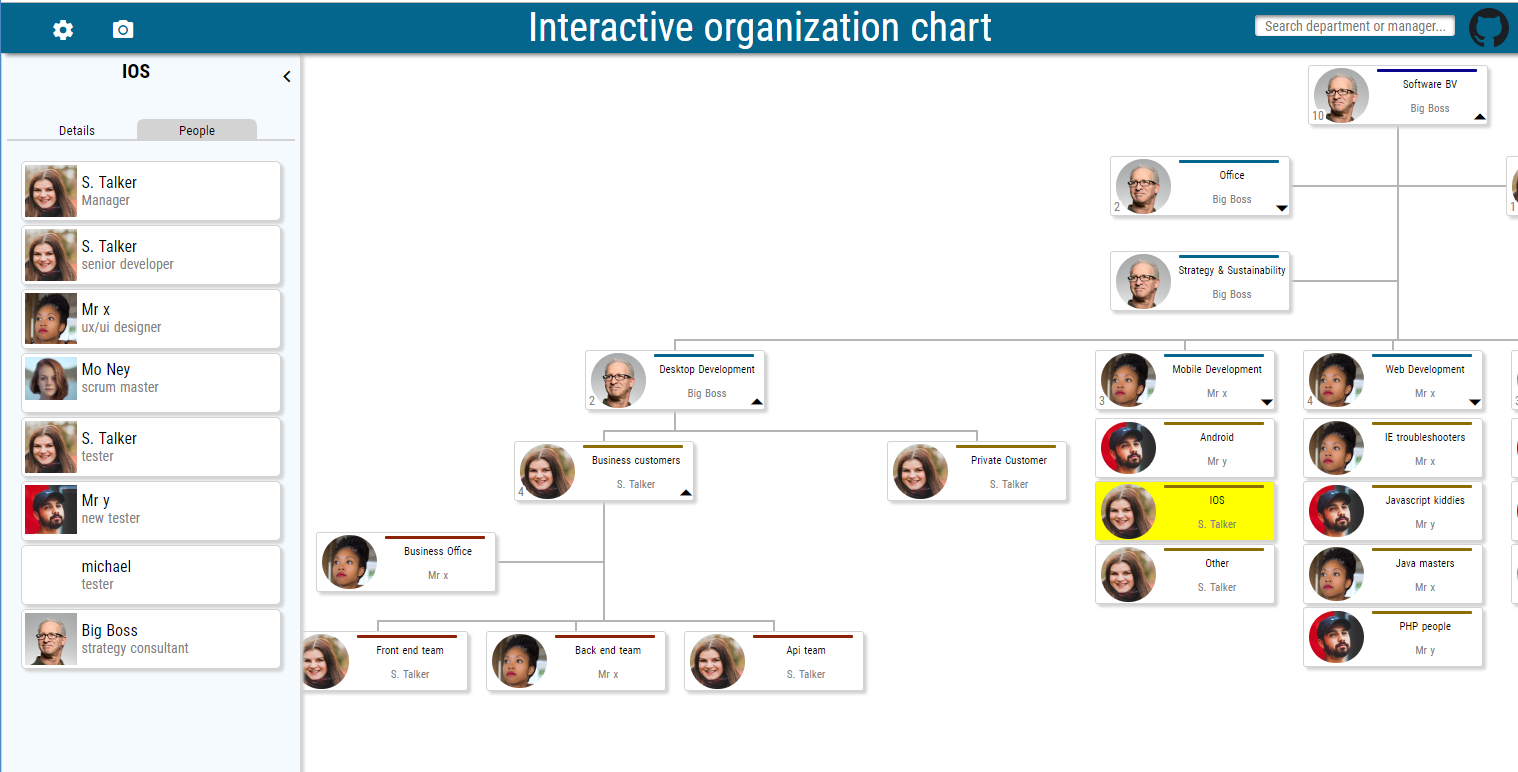 Interactive organization chart
Search department or manager...
IOS
Details
People
S. Talker
Manager
S. Talker
senior developer
Mr x
ux/ui designer
Mo Ney
scrum master
S. Talker
tester
Mr y
new tester
michael
tester
Big Boss
strategy consultant
Software BV
Big Boss
10
Office
Big Boss
2
1
Strategy & Sustainability
Big Boss
Desktop Development
Big Boss
2
Mobile Development
Mr x
3
Web Development
Mr x
4
3
Business customers
S. Talker
4
Private Customer
S. Talker
Android
Mr y
IOS
S. Talker
Other
S. Talker
IE troubleshooters
Mr x
Javascript kiddies
Mr y
Java masters
Mr x
PHP people
Mr y
Business Office
Mr x
Front end team
S. Talker
Back end team
Mr x
Api team
S. Talker